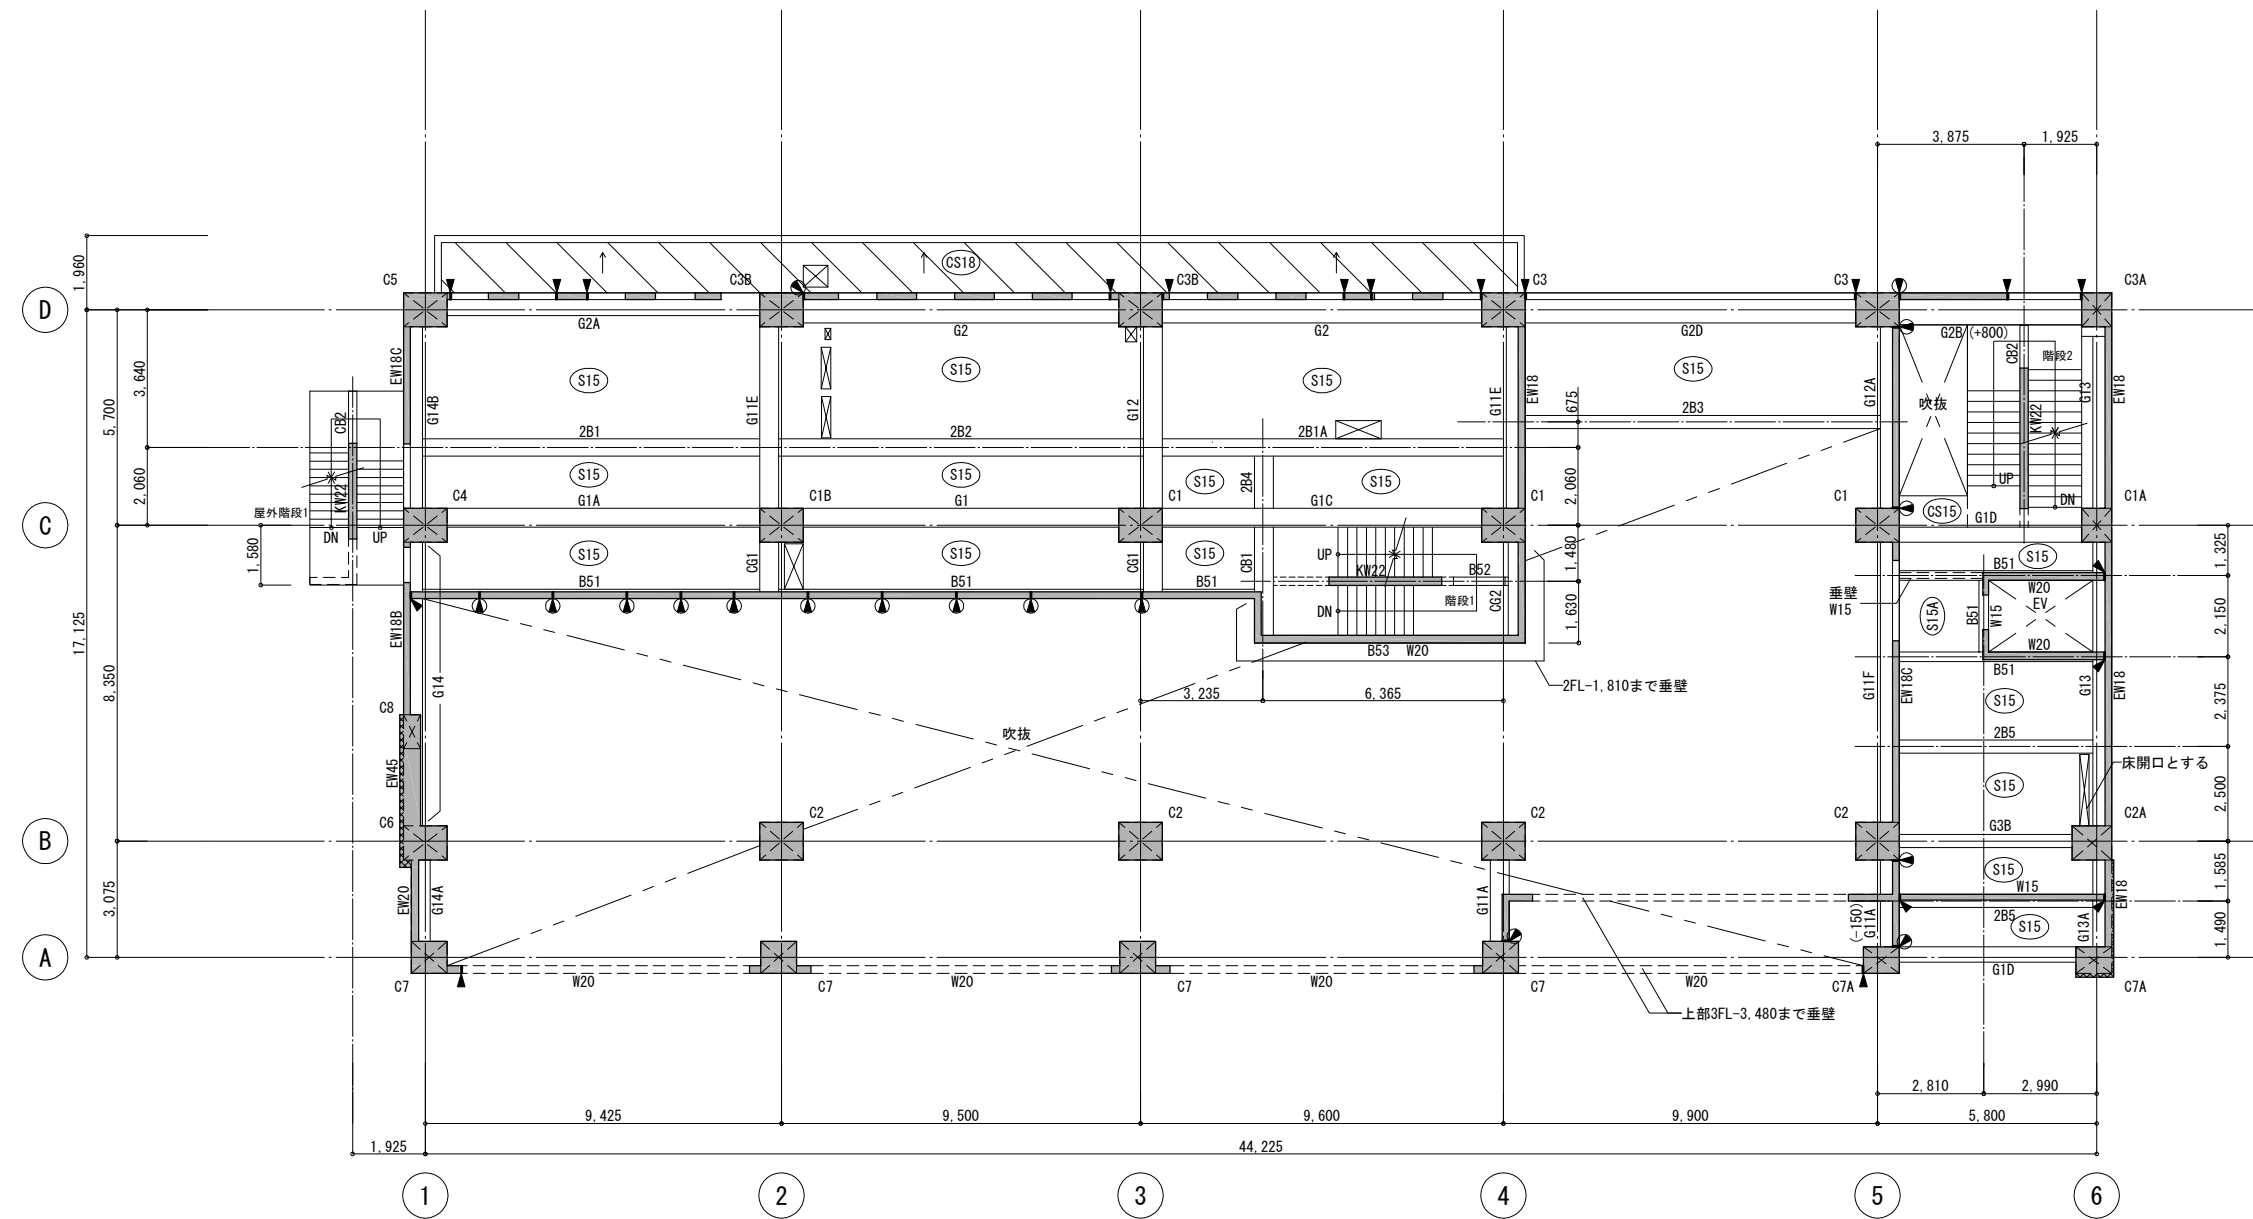 3,875
1,925
1,960
CS18
C5
C3B
C3B
C3
C3
C3A
D
G2A
G2
G2
G2D
G2B (+800)
階段2
CB2
EW18C
G14B
S15
G11E
S15
G12
S15
G11E
EW18
S15
G12A
吹抜
G13
EW18
KW22
3,640
5,700
675
2B3
2B1
2B2
2B1A
CB2
S15
S15
S15
2B4
S15
UP
DN
2,060
2,060
KW22
C4
G1A
C1B
G1
C1
G1C
C1
C1
CS15
G1D
C1A
屋外階段1
C
DN
UP
1,580
S15
CG1
S15
CG1
S15
CB1
UP
KW22
B52
1,480
S15
1,325
B51
B51
B51
B51
DN
階段1
CG2
1,630
垂壁
W15
S15A
B51
W15
W20
EV
W20
2,150
EW18B
B53
W20
B51
2FL-1,810まで垂壁
G14
3,235
6,365
G11F
EW18C
G13
EW18
S15
2,375
17,125
8,350
C8
吹抜
2B5
床開口とする
EW45
S15
2,500
C6
C2
C2
C2
C2
G3B
C2A
B
3,075
EW20
G14A
G11A
S15
W15
1,585
EW18
(-150)
G11A
2B5
S15
G13A
1,490
A
C7
W20
C7
W20
C7
W20
C7
W20
C7A
G1D
C7A
上部3FL-3,480まで垂壁
2,810
2,990
9,425
9,500
9,600
9,900
5,800
1,925
44,225
1
2
3
4
5
6